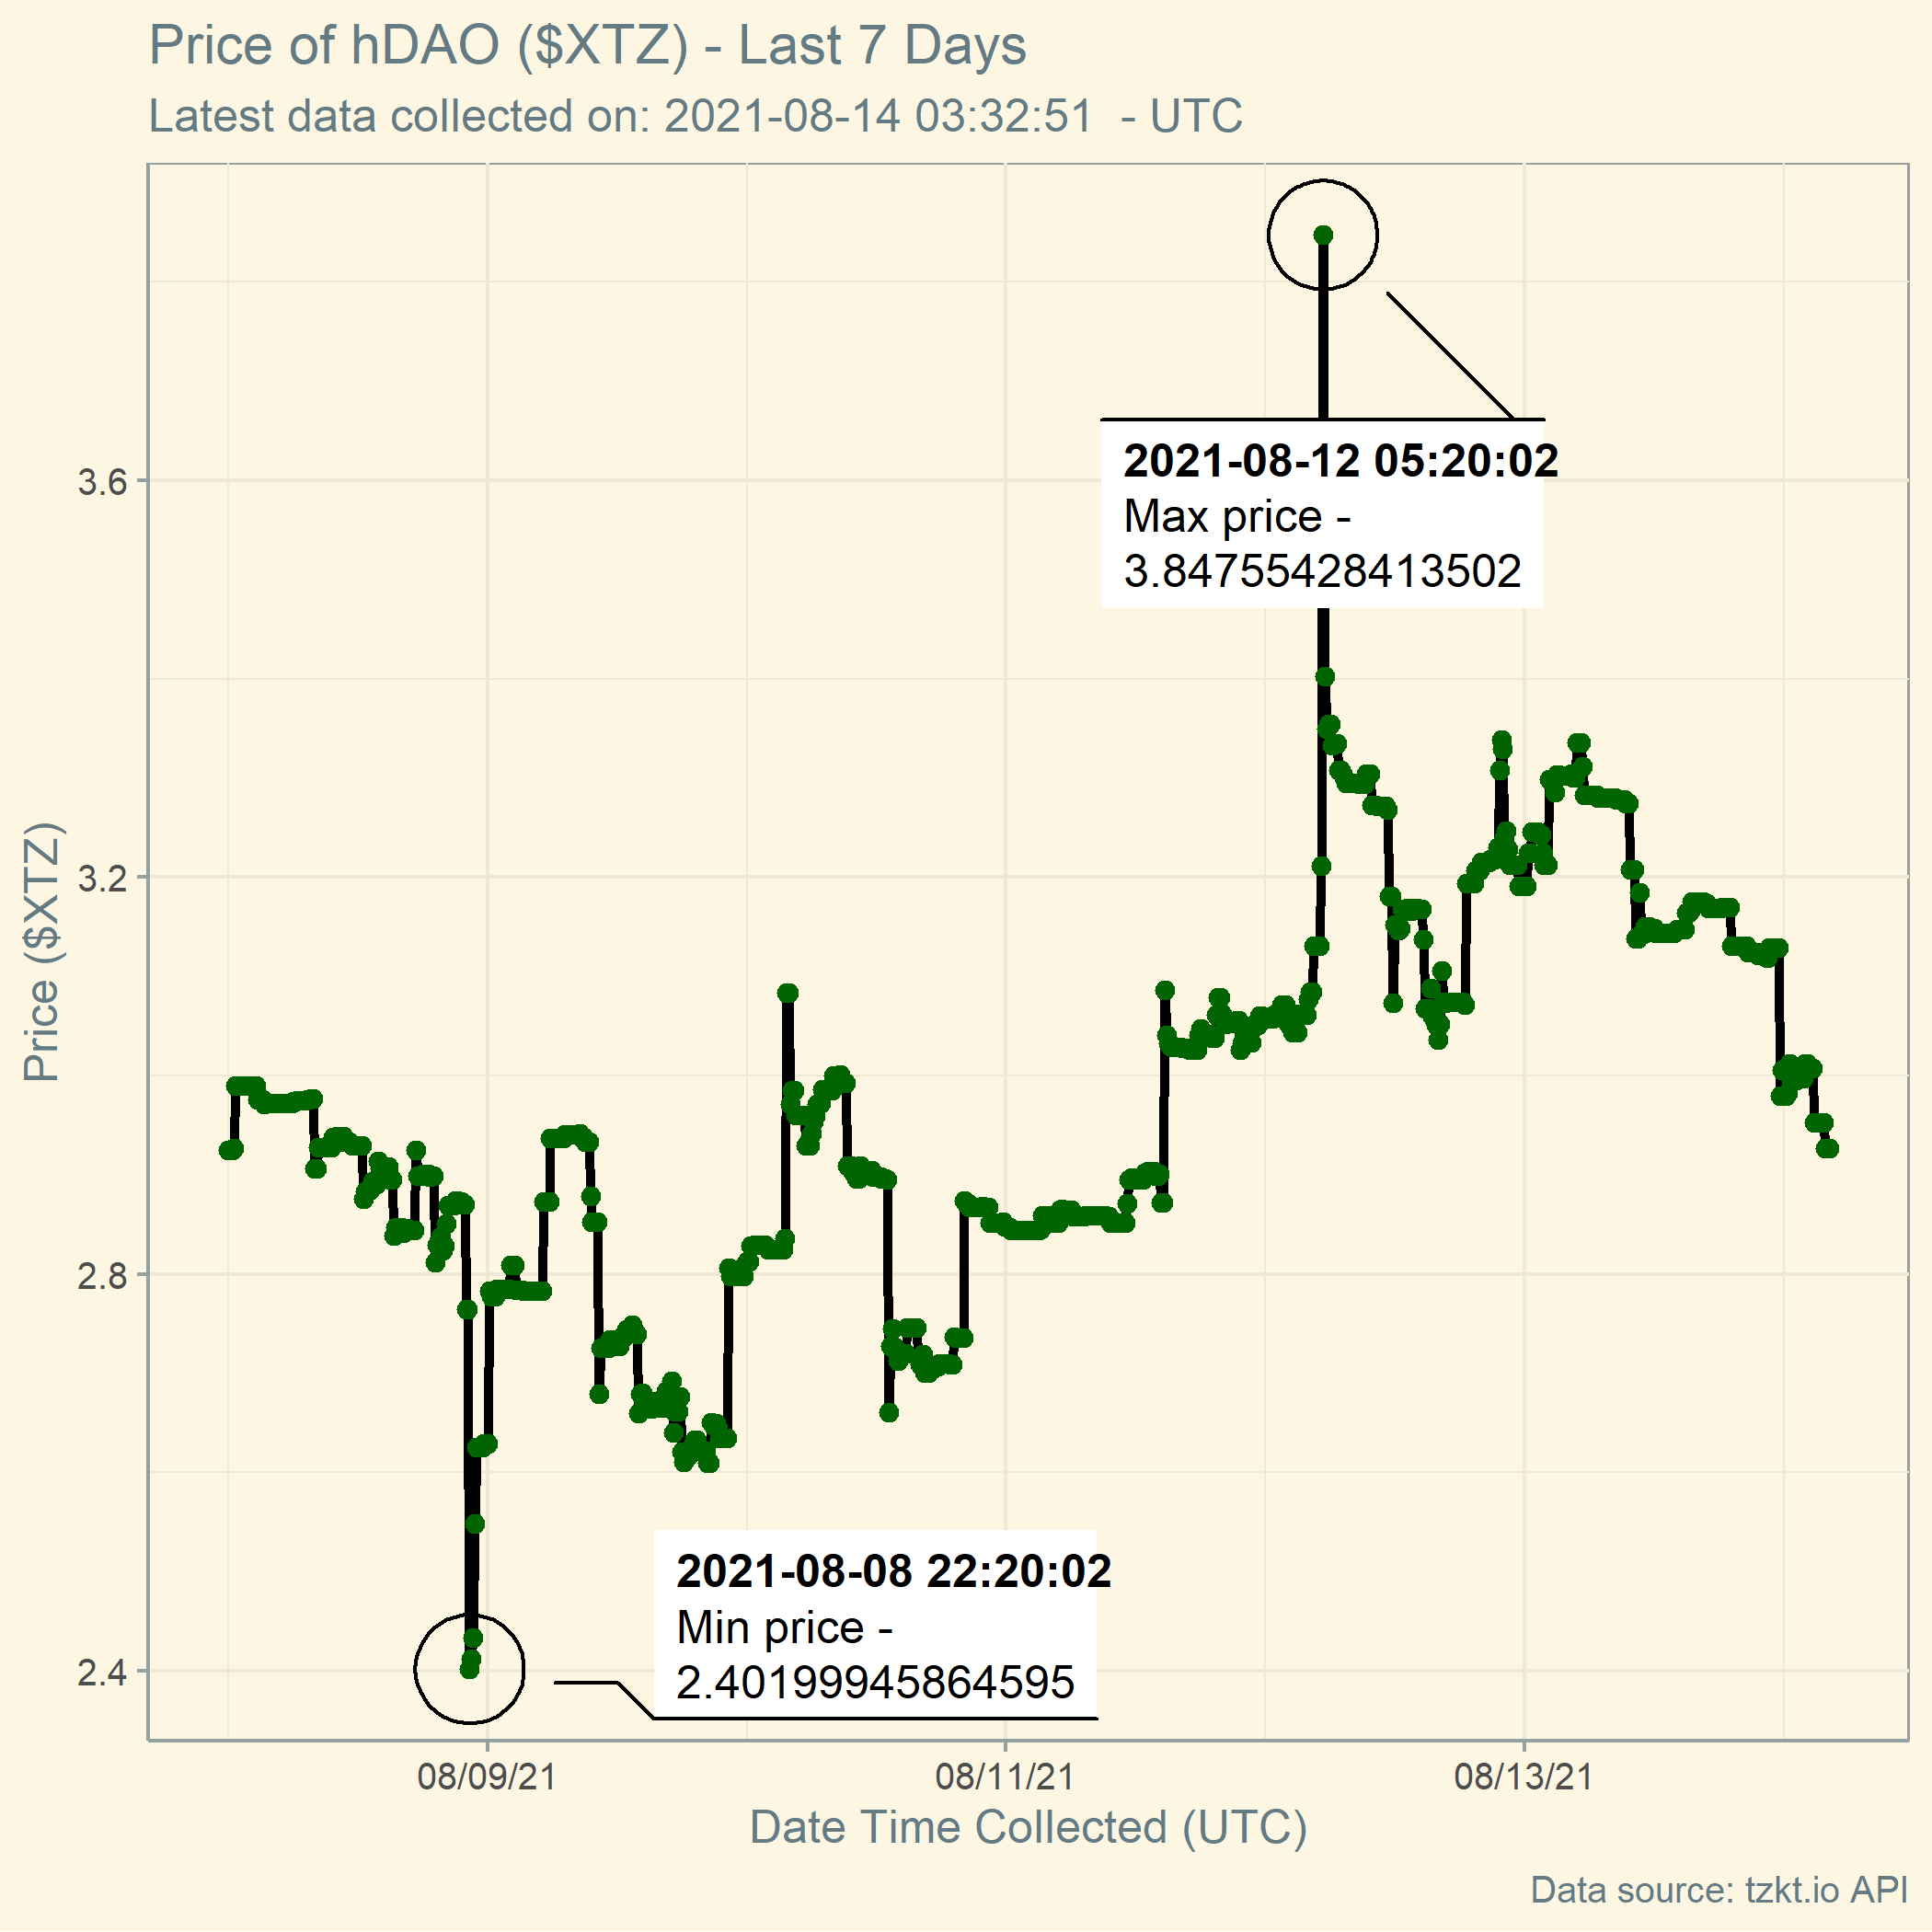 Price of hDAO ($XTZ) - Last 7 Days
Latest data collected on: 2021-08-14 03:32:51  - UTC
2021-08-12 05:20:02
Max price -
3.84755428413502
3.6
3.2
2.8
2.4
Price ($XTZ)
2021-08-08 22:20:02
Min price -
2.40199945864595
08/09/21
08/11/21
08/13/21
Date Time Collected (UTC)
Data source: tzkt.io API